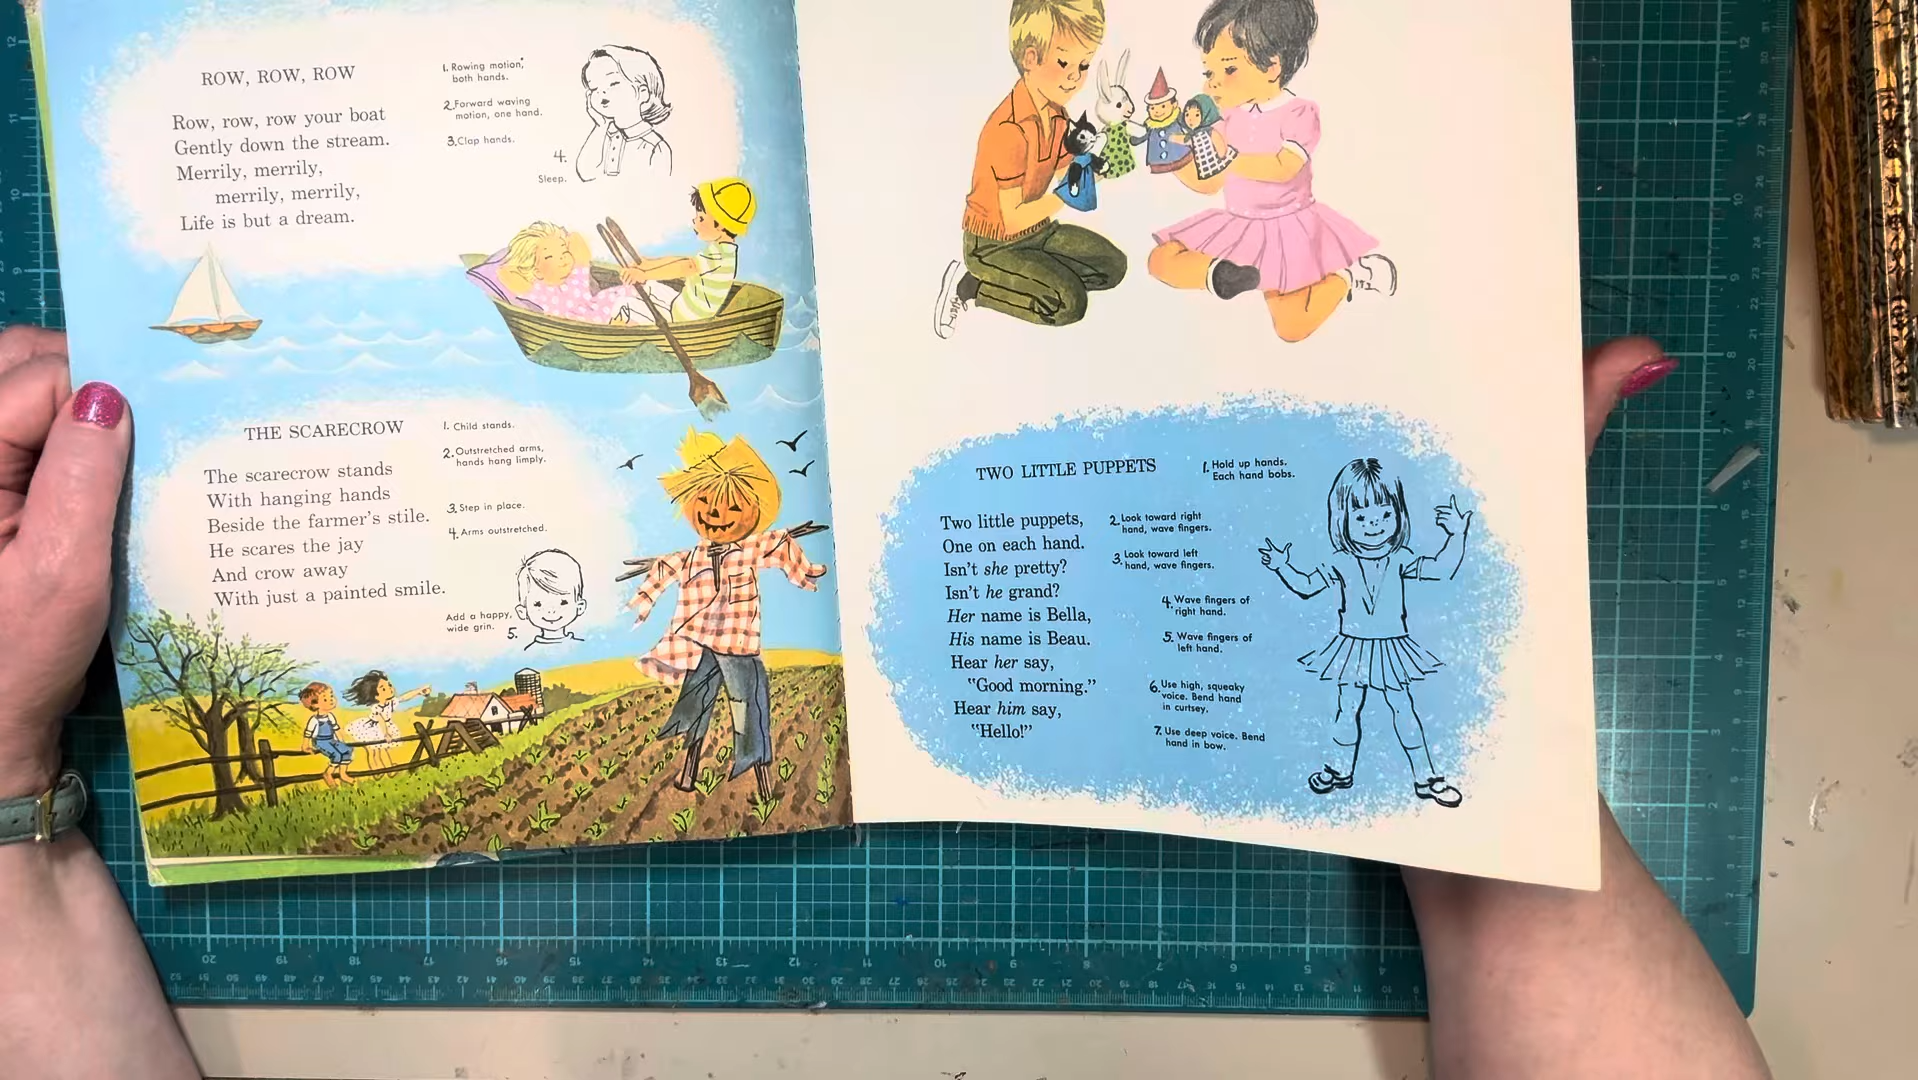 ROW, ROW, ROW
Row, row, row your boat
Gently down the stream.
Merrily, merrily,
merrily, merrily,
Life is but a dream.
1. Rowing motion,
both hands.
2. Forward waving
motion, one hand.
3. Clap hands.
4.
Sleep.
THE SCARECROW
The scarecrow stands
With hanging hands
Beside the farmer's stile.
He scares the jay
And crow away
With just a painted smile.
1. Child stands.
2. Outstretched arms,
hands hang limply.
3. Step in place.
4. Arms outstretched.
Add a happy,
wide grin. 5.
TWO LITTLE PUPPETS
Two little puppets,
One on each hand.
Isn't she pretty?
Isn't he grand?
Her name is Bella,
His name is Beau.
Hear her say,
"Good morning."
Hear him say,
"Hello!"
1. Hold up hands.
Each hand bobs.
2. Look toward right
hand, wave fingers.
3. Look toward left
hand, wave fingers.
4. Wave fingers of
right hand.
5. Wave fingers of
left hand.
6. Use high, squeaky
voice. Bend hand
in curtsey.
7. Use deep voice. Bend
hand in bow.